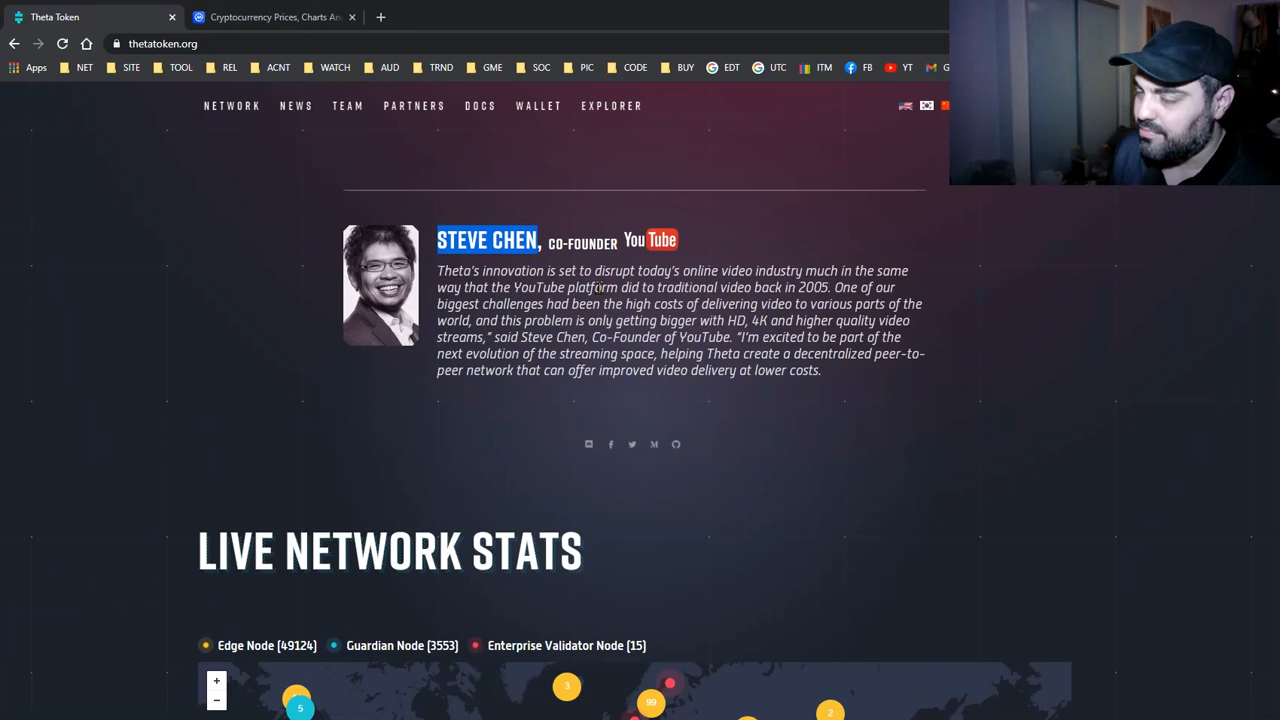 Theta Token
Cryptocurrency Prices, Charts An
thetatoken.org
Apps NET SITE TOOL REL ACNT WATCH AUD TRND GME SOC PIC CODE BUY EDT UTC ITM FB YT G
NETWORK NEWS TEAM PARTNERS DOCS WALLET EXPLORER
STEVE CHEN, CO-FOUNDER YouTube
Theta's innovation is set to disrupt today's online video industry much in the same
way that the YouTube platform did to traditional video back in 2005. One of our
biggest challenges had been the high costs of delivering video to various parts of the
world, and this problem is only getting bigger with HD, 4K and higher quality video
streams,” said Steve Chen, Co-Founder of YouTube. “I'm excited to be part of the
next evolution of the streaming space, helping Theta create a decentralized peer-to-
peer network that can offer improved video delivery at lower costs.
LIVE NETWORK STATS
Edge Node (49124) Guardian Node (3553) Enterprise Validator Node (15)
+
−
5
3
99
2